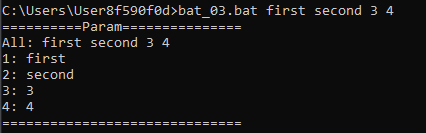 C:\Users\User8f590f0d>bat_03.bat first second 3 4
==========Param===============
All: first second 3 4
1: first
2: second
3: 3
4: 4
==============================